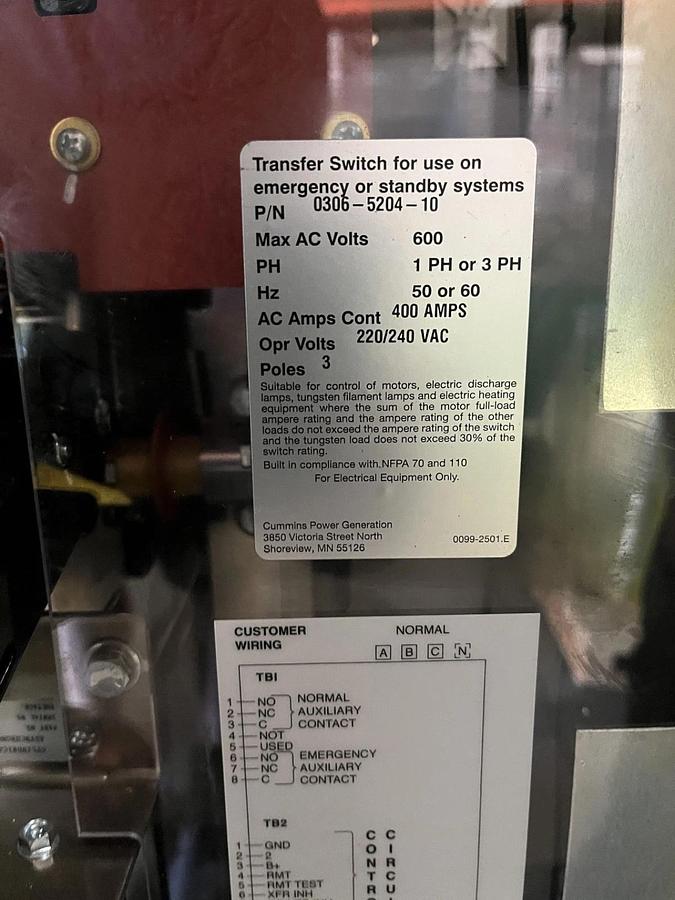 Transfer Switch for use on
emergency or standby systems
P/N 0306-5204-10
Max AC Volts 600
PH 1 PH or 3 PH
Hz 50 or 60
AC Amps Cont 400 AMPS
Opr Volts 220/240 VAC
Poles 3
Suitable for control of motors, electric discharge
lamps, tungsten filament lamps and electric heating
equipment where the sum of the motor full-load
ampere rating and the ampere rating of the other
loads do not exceed the ampere rating of the switch
and the tungsten load does not exceed 30% of the
switch rating.
Built in compliance with NFPA 70 and 110
For Electrical Equipment Only.
Cummins Power Generation
3850 Victoria Street North
Shoreview, MN 55126
0099-2501.E
CUSTOMER
WIRING
NORMAL
A B C N
TB1
1 NO NORMAL
2 NC AUXILIARY
3 C CONTACT
4 NOT
5 USED
6 NO EMERGENCY
7 NC AUXILIARY
8 C CONTACT
TB2
1 GND
2 2
3 B+
4 RMT
5 RMT TEST
6 XFR INH
CONTR
CIRCU